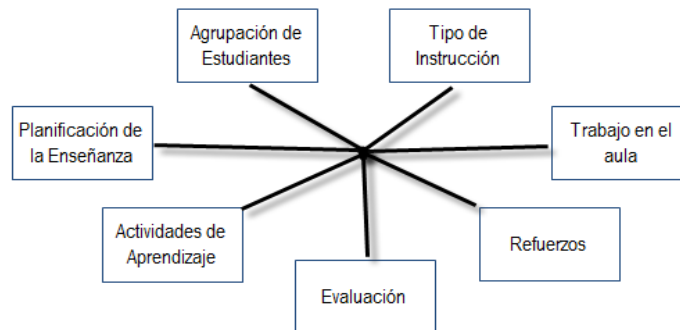 Agrupación de
Estudiantes
Tipo de
Instrucción
Planificación de
la Enseñanza
Trabajo en el
aula
Actividades de
Aprendizaje
Refuerzos
Evaluación